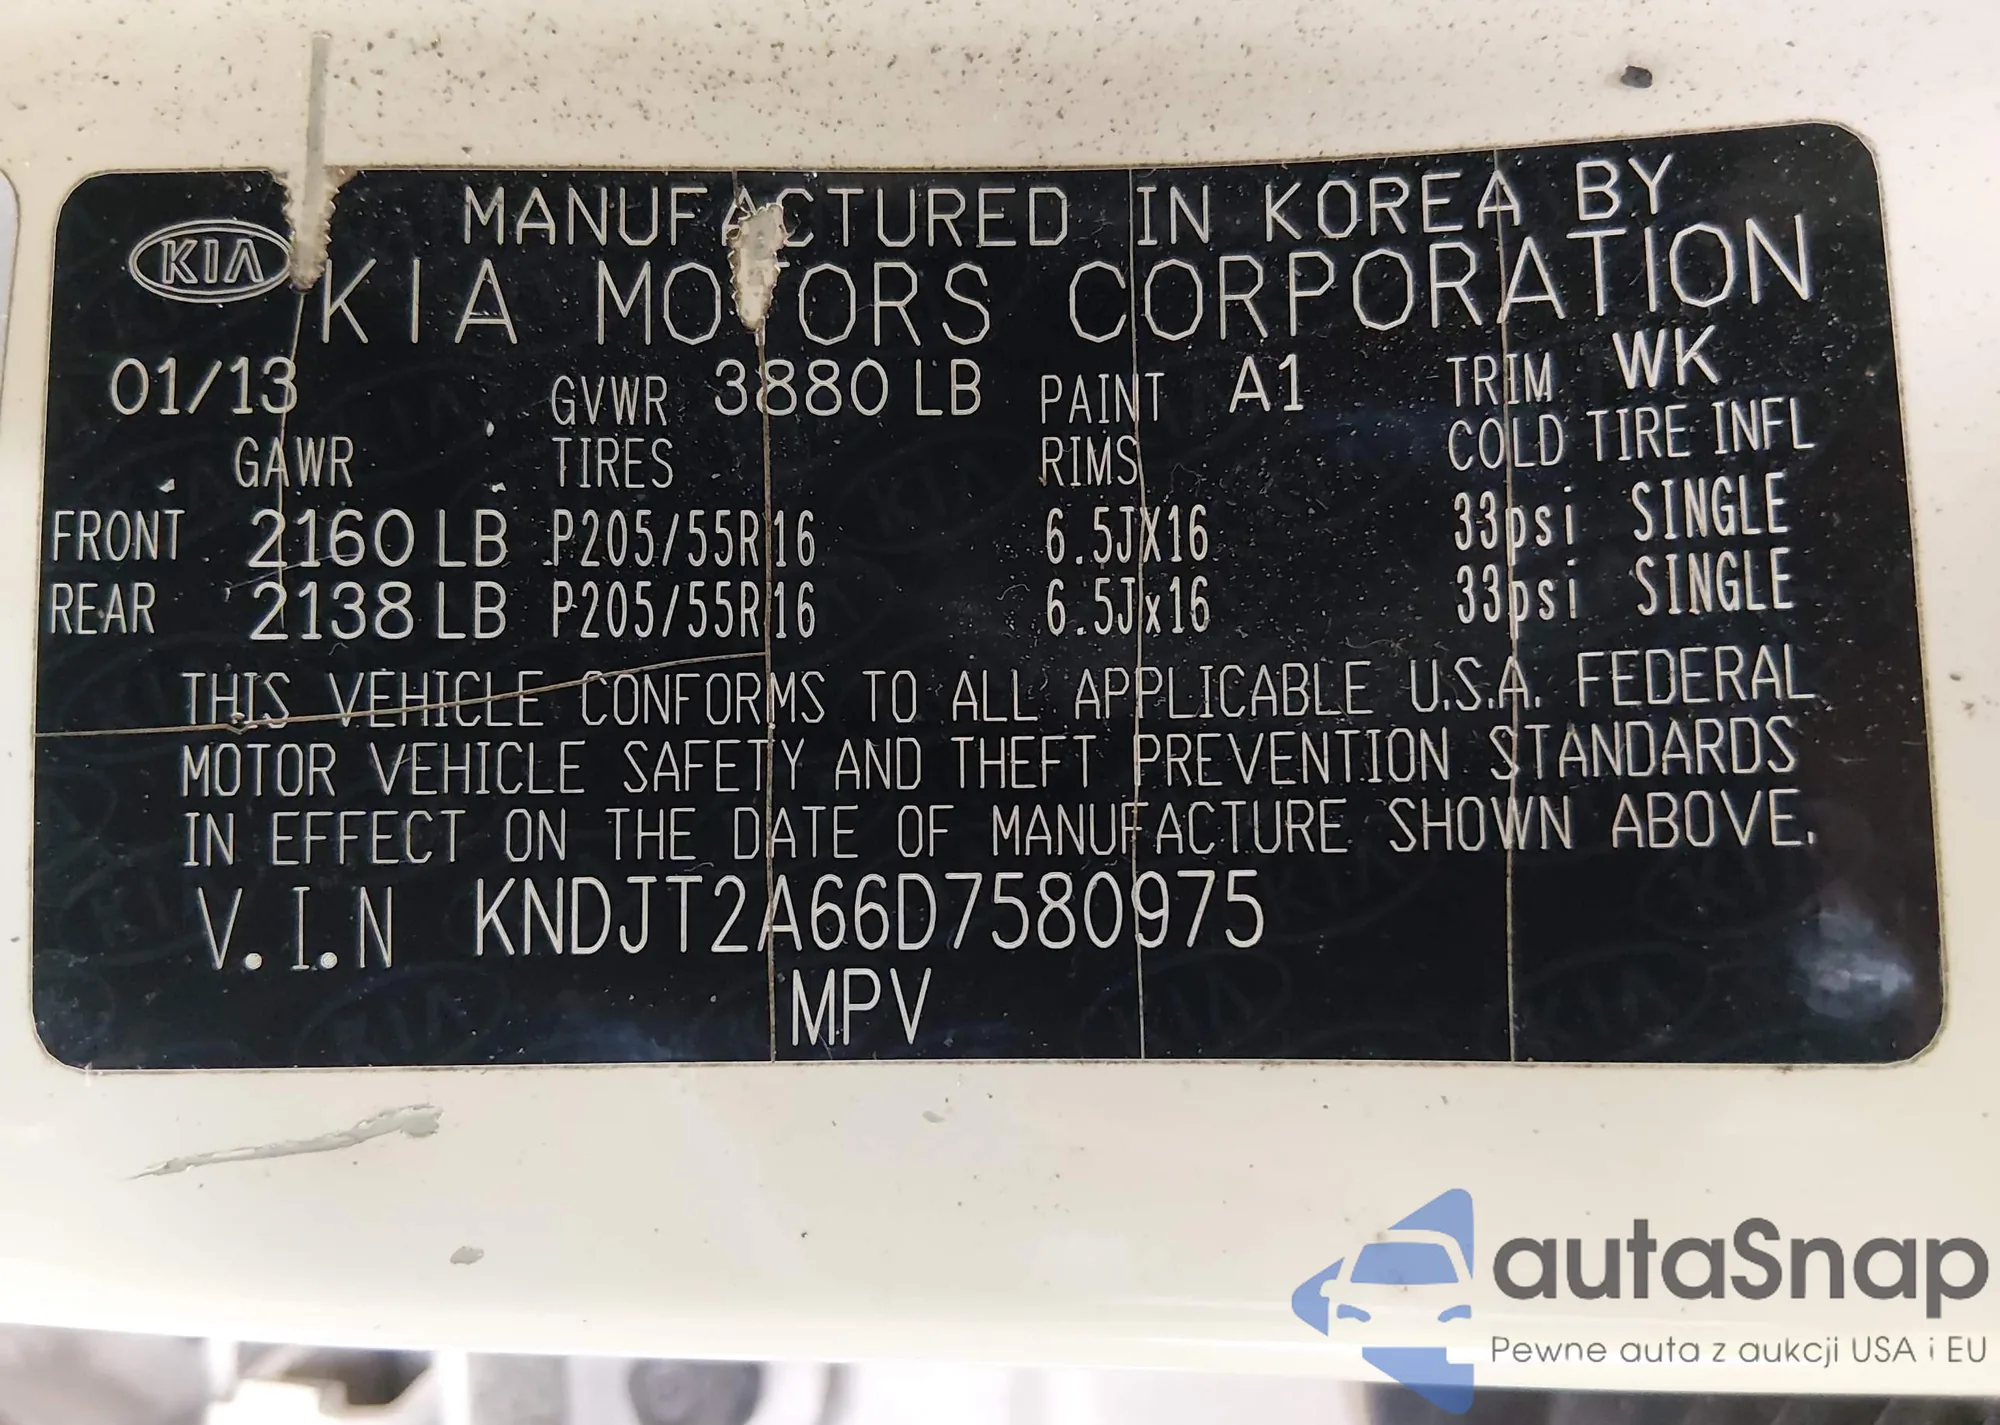 MANUFACTURED IN KOREA BY
KIA KIA MOTORS CORPORATION
01/13 GVWR 3880 LB PAINT A1 TRIM WK
GAWR TIRES RIMS COLD TIRE INFL
FRONT 2160 LB P205/55R16 6.5JX16 33psi SINGLE
REAR 2138 LB P205/55R16 6.5Jx16 33psi SINGLE
THIS VEHICLE CONFORMS TO ALL APPLICABLE U.S.A. FEDERAL
MOTOR VEHICLE SAFETY AND THEFT PREVENTION STANDARDS
IN EFFECT ON THE DATE OF MANUFACTURE SHOWN ABOVE.
V.I.N KNDJT2A66D7580975
MPV
autaSnap
Pewne auta z aukcji USA i EU